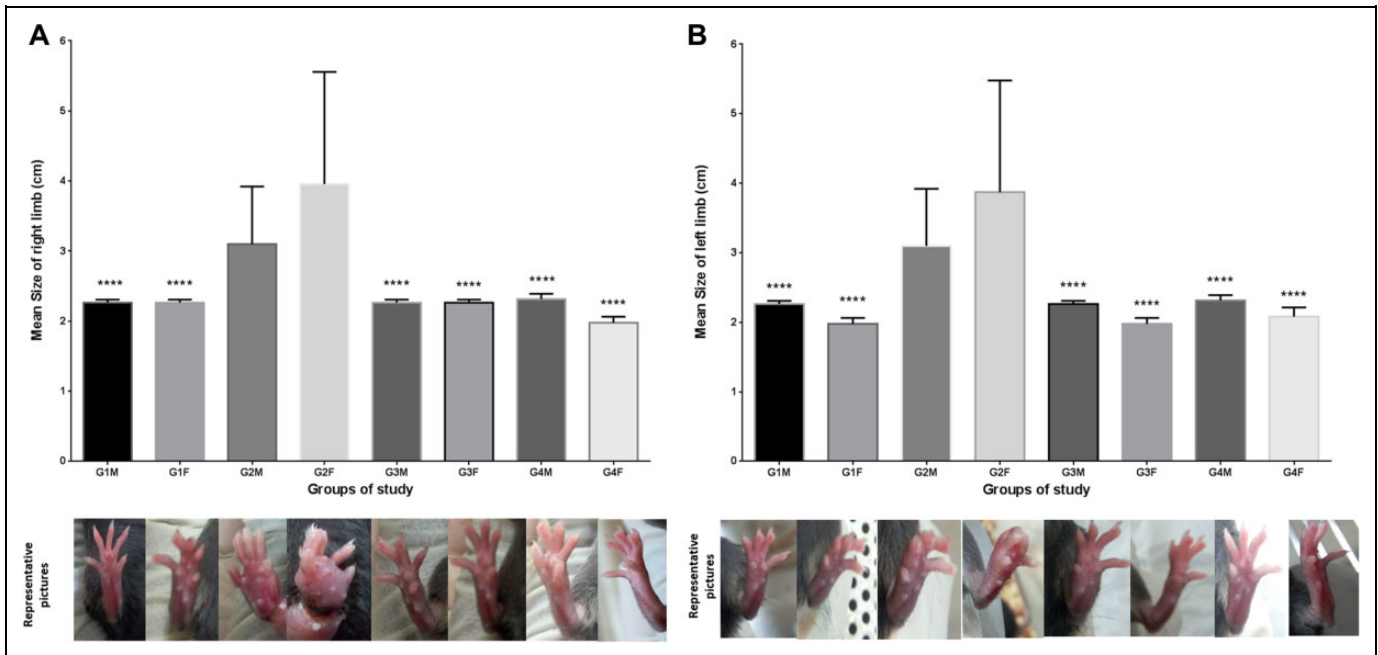 A
Mean Size of right limb (cm)
6
5
4
3
2
1
0
**** **** **** **** **** ****
G1M G1F G2M G2F G3M G3F G4M G4F
Groups of study
Representative
pictures
B
Mean Size of left limb (cm)
6
5
4
3
2
1
0
**** **** **** **** **** ****
G1M G1F G2M G2F G3M G3F G4M G4F
Groups of study
Representative
pictures